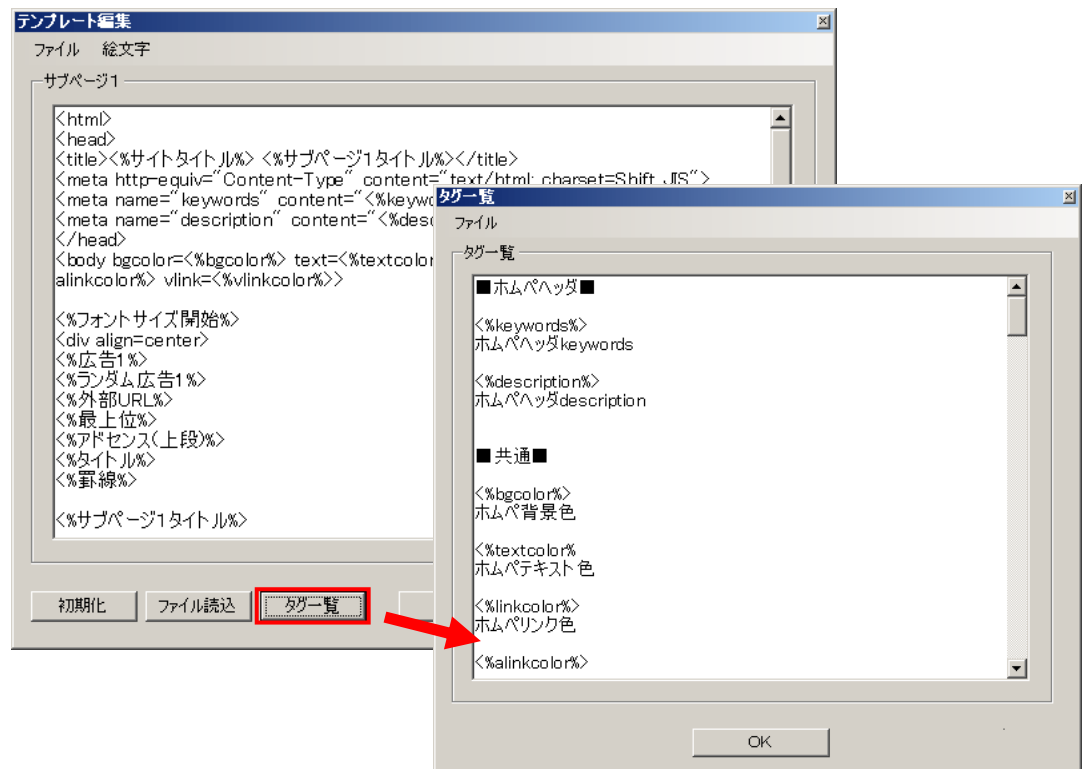 テンプレート編集
ファイル 絵文字
サブページ1
<html>
<head>
<title><%サイトタイトル%> <%サブページ1タイトル%></title>
<meta http-equiv="Content-Type" content="text/html; charset=Shift_JIS">
<meta name="keywords" content="<%keywo
<meta name="description" content="<%desc
</head>
<body bgcolor=<%bgcolor%> text=<%textcolor
alinkcolor%> vlink=<%vlinkcolor%>>
<%フォントサイズ開始%>
<div align=center>
<%広告1%>
<%ランダム広告1%>
<%外部URL%>
<%最上位%>
<%アドセンス(上段)%>
<%タイトル%>
<%罫線%>
<%サブページ1タイトル%>
初期化 ファイル読込 タグ一覧
タグ一覧
ファイル
タグ一覧
■ホムペヘッダ■
<%keywords%>
ホムペヘッダkeywords
<%description%>
ホムペヘッダdescription
■共通■
<%bgcolor%>
ホムペ背景色
<%textcolor%
ホムペテキスト色
<%linkcolor%>
ホムペリンク色
<%alinkcolor%>
OK